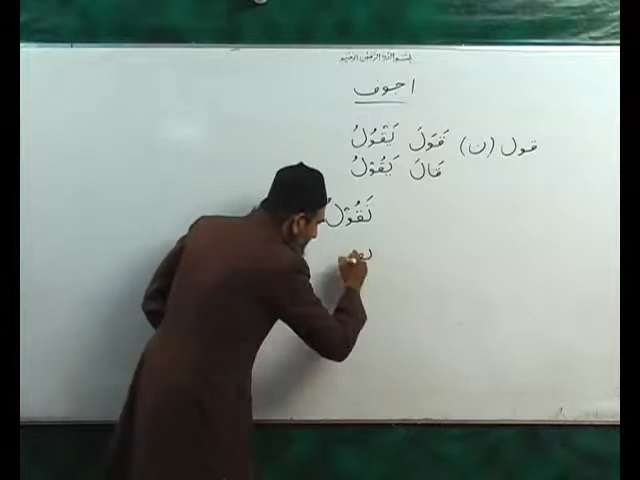 بسم الله الرحمن الرحيم
اجوف
قول (ن) قَوَلَ يَقْوُلُ
قَالَ يَقُوْلُ
نَقُوْلُ